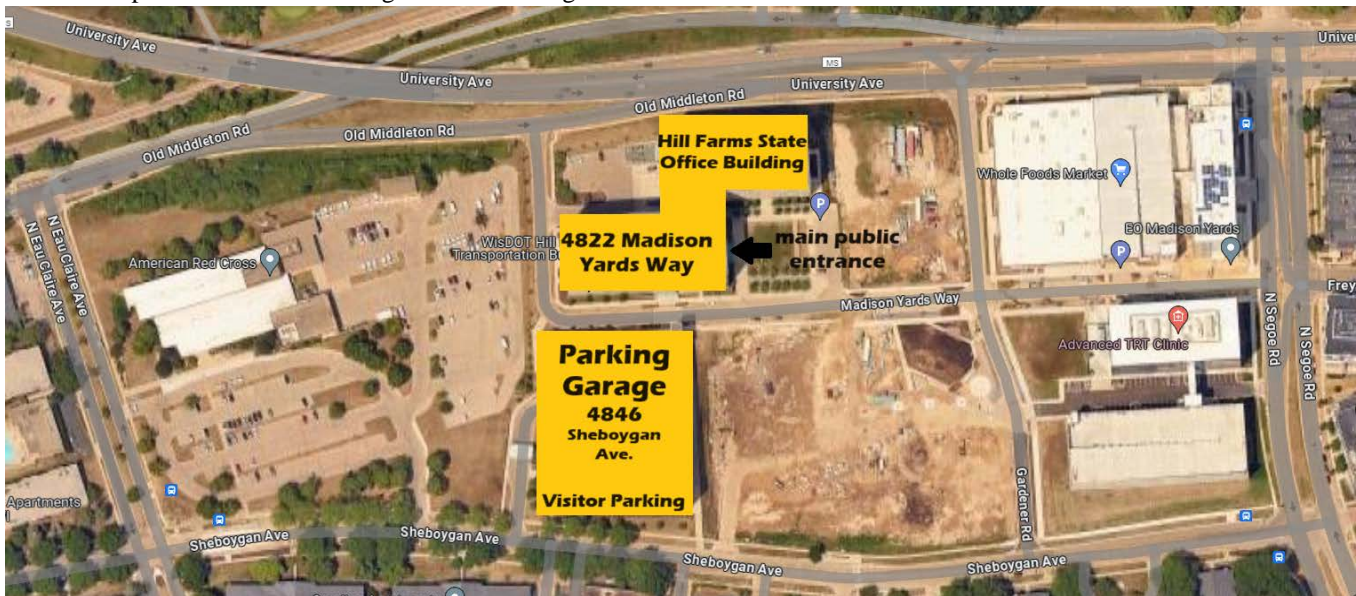 University Ave
University Ave
University Ave
MS
Old Middleton Rd
Old Middleton Rd
Old Middleton Rd
N Eau Claire Ave
N Eau Claire Ave
American Red Cross
Hill Farms State
Office Building
WisDOT Hill
4822 Madison
Yards Way
main public
entrance
P
Whole Foods Market
EO Madison Yards
P
Madison Yards Way
Advanced TRT Clinic
N Segoe Rd
N Segoe Rd
Frey
Parking
Garage
4846
Sheboygan
Ave.
Visitor Parking
Gardener Rd
Apartments
Sheboygan Ave
Sheboygan Ave
Sheboygan Ave
Sheboygan Ave